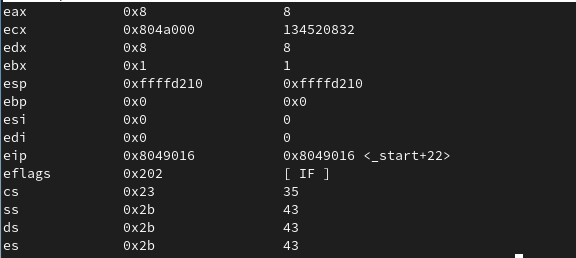 eax 0x8 8
ecx 0x804a000 134520832
edx 0x8 8
ebx 0x1 1
esp 0xffffd210 0xffffd210
ebp 0x0 0x0
esi 0x0 0
edi 0x0 0
eip 0x8049016 0x8049016 <_start+22>
eflags 0x202 [ IF ]
cs 0x23 35
ss 0x2b 43
ds 0x2b 43
es 0x2b 43